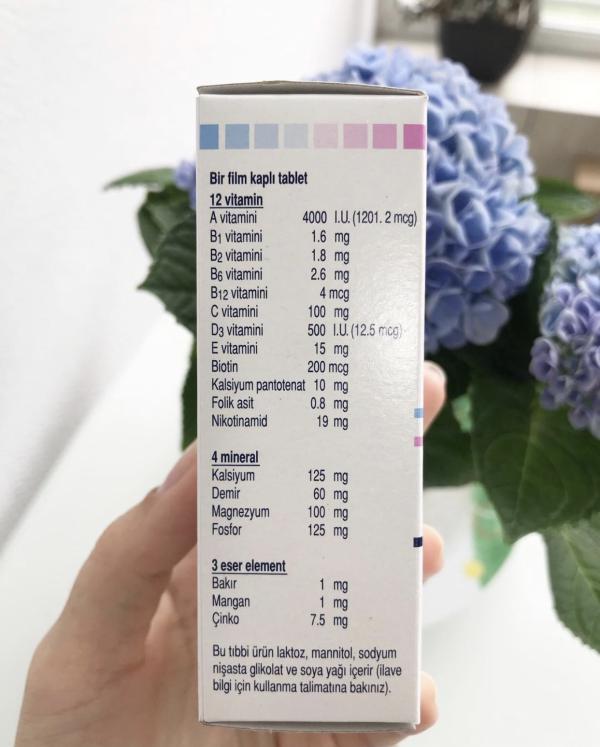 Bir film kaplı tablet
12 vitamin
A vitamini 4000 I.U. (1201. 2 mcg)
B1 vitamini 1.6 mg
B2 vitamini 1.8 mg
B6 vitamini 2.6 mg
B12 vitamini 4 mcg
C vitamini 100 mg
D3 vitamini 500 I.U. (12.5 mcg)
E vitamini 15 mg
Biotin 200 mcg
Kalsiyum pantotenat 10 mg
Folik asit 0.8 mg
Nikotinamid 19 mg
4 mineral
Kalsiyum 125 mg
Demir 60 mg
Magnezyum 100 mg
Fosfor 125 mg
3 eser element
Bakır 1 mg
Mangan 1 mg
Çinko 7.5 mg
Bu tıbbi ürün laktoz, mannitol, sodyum
nişasta glikolat ve soya yağı içerir (ilave
bilgi için kullanma talimatına bakınız).